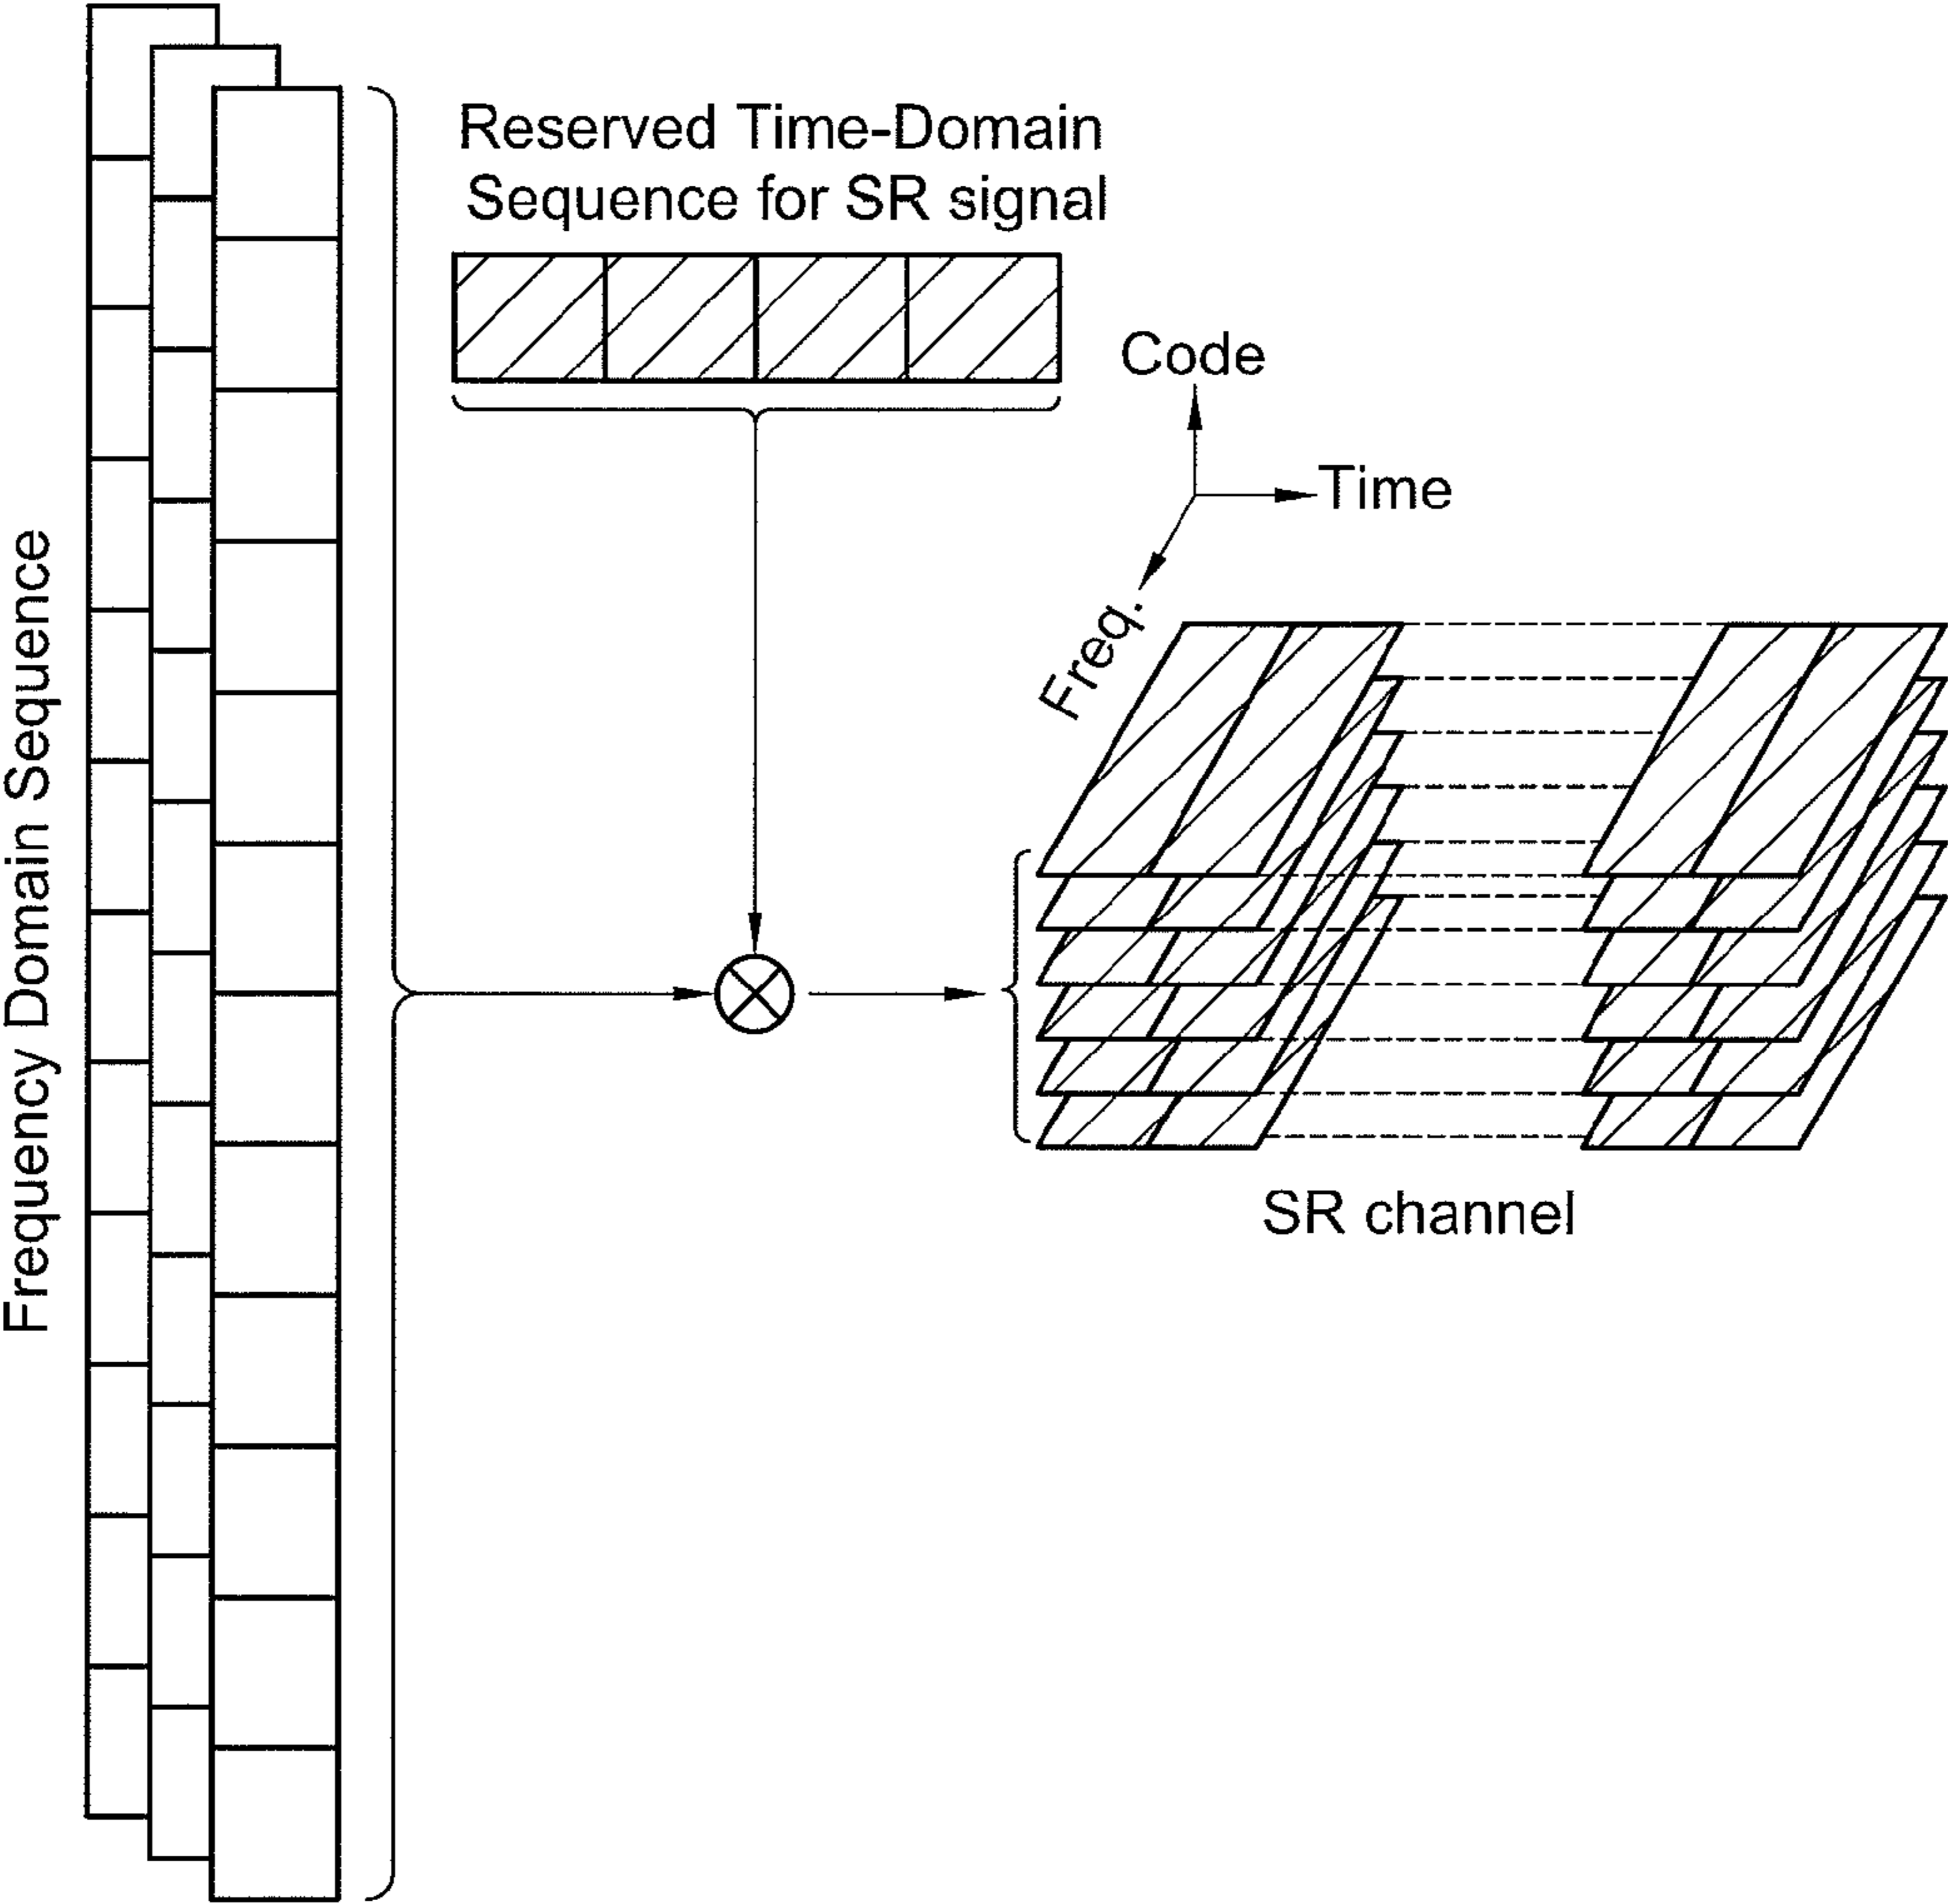 Reserved Time-Domain
Sequence for SR signal
Code
Time
Freq.
Frequency Domain Sequence
SR channel